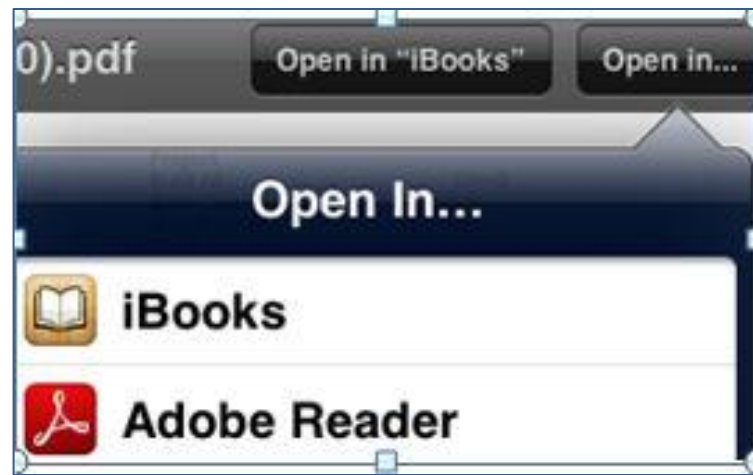 0).pdf Open in “iBooks” Open in...
Open In...
iBooks
Adobe Reader